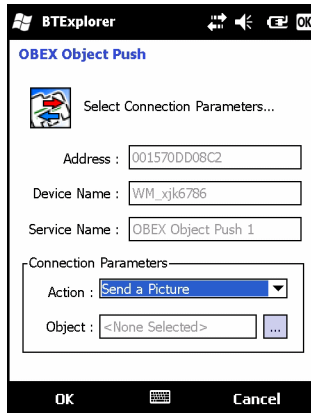 BTExplorer OK
OBEX Object Push
Select Connection Parameters...
Address : 001570DD08C2
Device Name : WM_xjk6786
Service Name : OBEX Object Push 1
Connection Parameters
Action : Send a Picture
Object : <None Selected> ...
OK Cancel